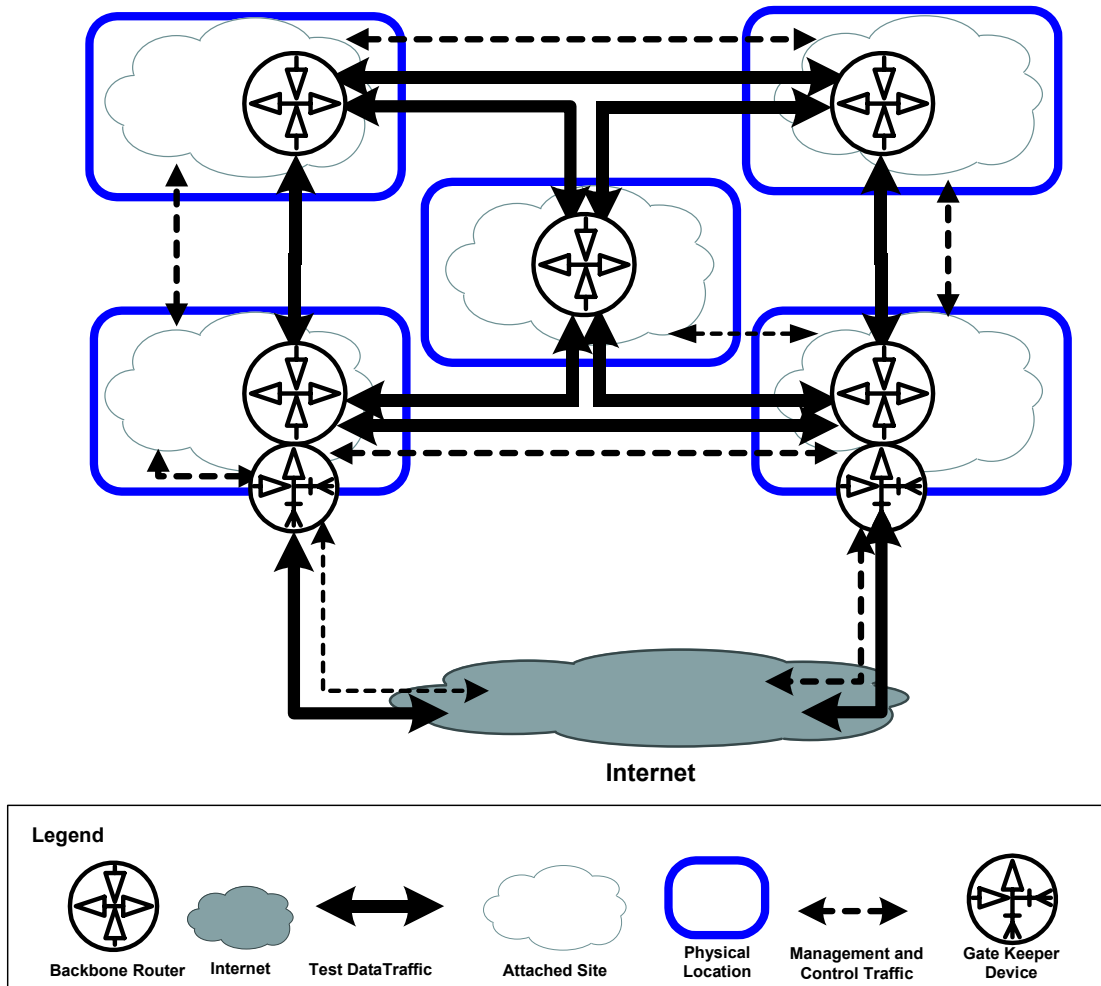 Internet
Legend
Backbone Router
Internet
Test DataTraffic
Attached Site
Physical
Location
Management and
Control Traffic
Gate Keeper
Device